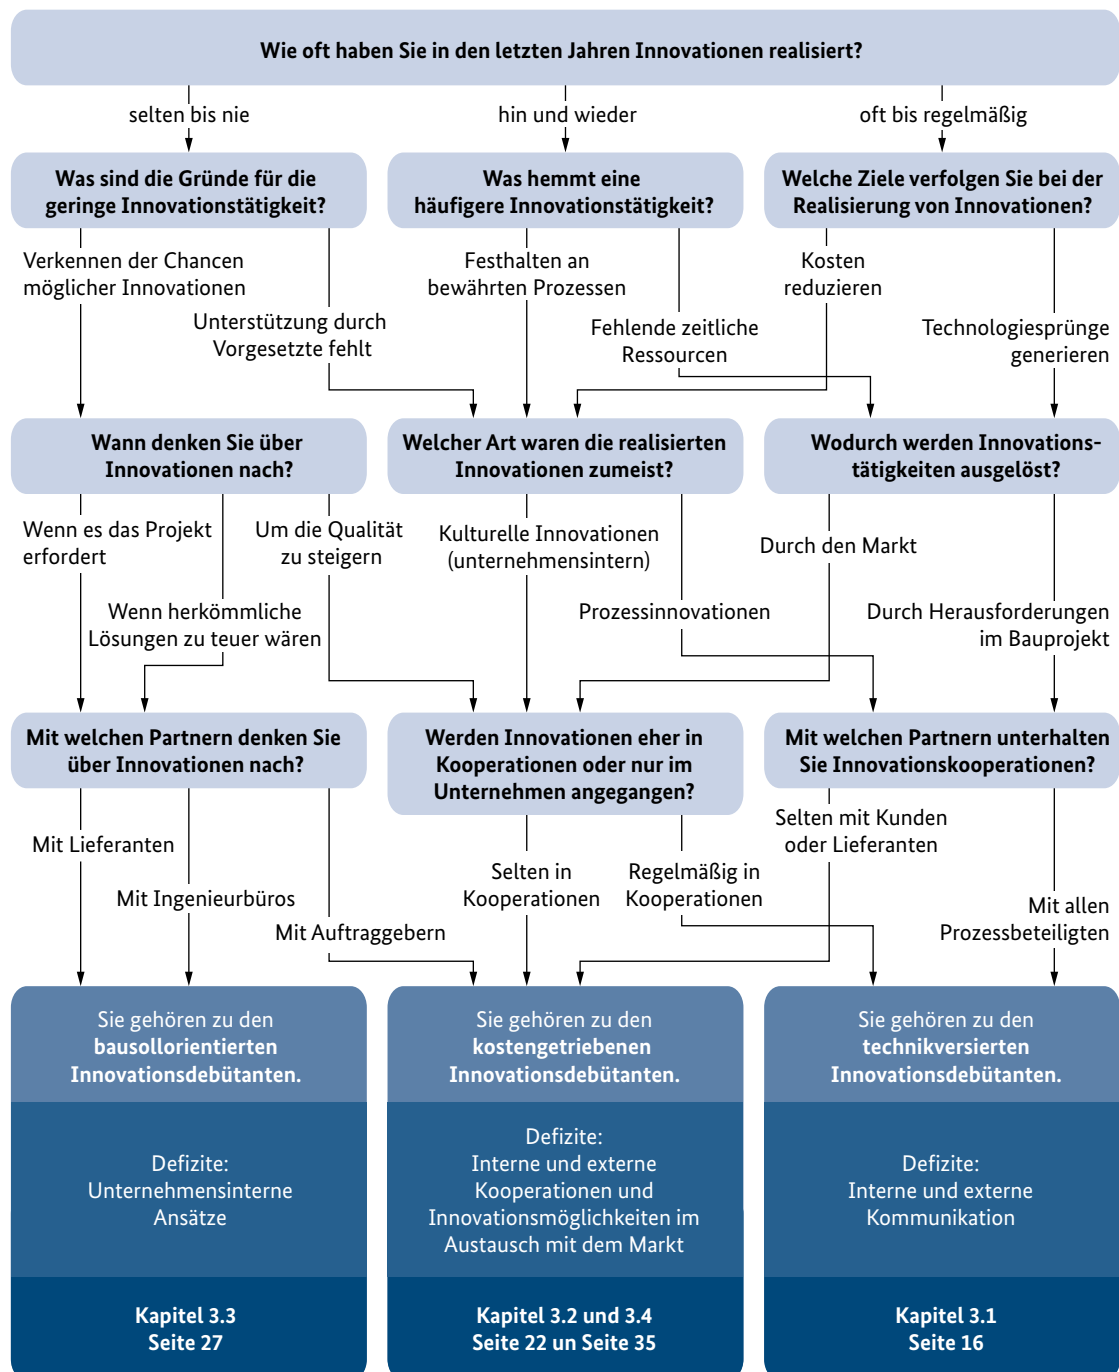 Wie oft haben Sie in den letzten Jahren Innovationen realisiert?
selten bis nie
hin und wieder
oft bis regelmäßig
Was sind die Gründe für die
geringe Innovationstätigkeit?
Was hemmt eine
häufigere Innovationstätigkeit?
Welche Ziele verfolgen Sie bei der
Realisierung von Innovationen?
Verkennen der Chancen
möglicher Innovationen
Unterstützung durch
Vorgesetzte fehlt
Festhalten an
bewährten Prozessen
Fehlende zeitliche
Ressourcen
Kosten
reduzieren
Technologiesprünge
generieren
Wann denken Sie über
Innovationen nach?
Welcher Art waren die realisierten
Innovationen zumeist?
Wodurch werden Innovations-
tätigkeiten ausgelöst?
Wenn es das Projekt
erfordert
Wenn herkömmliche
Lösungen zu teuer wären
Um die Qualität
zu steigern
Kulturelle Innovationen
(unternehmensintern)
Prozessinnovationen
Durch den Markt
Durch Herausforderungen
im Bauprojekt
Mit welchen Partnern denken Sie
über Innovationen nach?
Werden Innovationen eher in
Kooperationen oder nur im
Unternehmen angegangen?
Mit welchen Partnern unterhalten
Sie Innovationskooperationen?
Mit Lieferanten
Mit Ingenieurbüros
Mit Auftraggebern
Selten in
Kooperationen
Regelmäßig in
Kooperationen
Selten mit Kunden
oder Lieferanten
Mit allen
Prozessbeteiligten
Sie gehören zu den
bausollorientierten
Innovationsdebütanten.
Defizite:
Unternehmensinterne
Ansätze
Kapitel 3.3
Seite 27
Sie gehören zu den
kostengetriebenen
Innovationsdebütanten.
Defizite:
Interne und externe
Kooperationen und
Innovationsmöglichkeiten im
Austausch mit dem Markt
Kapitel 3.2 und 3.4
Seite 22 un Seite 35
Sie gehören zu den
technikversierten
Innovationsdebütanten.
Defizite:
Interne und externe
Kommunikation
Kapitel 3.1
Seite 16